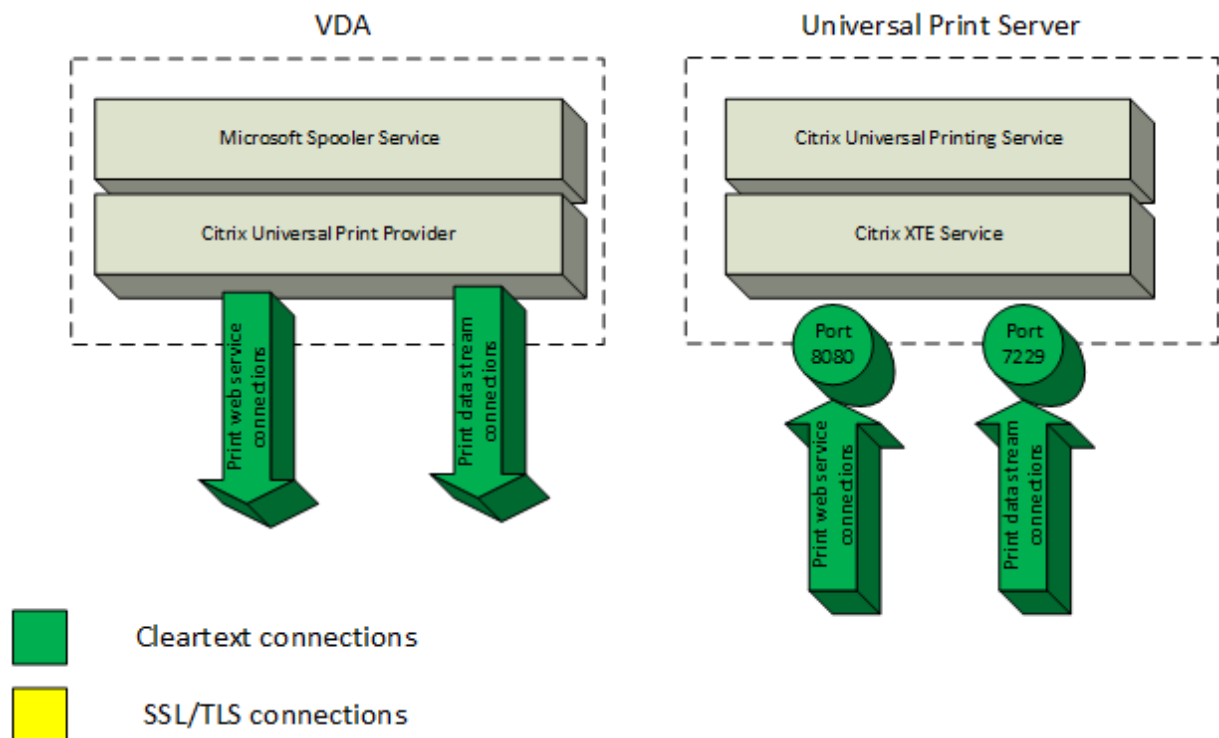 VDA
Universal Print Server
Microsoft Spooler Service
Citrix Universal Print Provider
Citrix Universal Printing Service
Citrix XTE Service
Print web service
connections
Print data stream
connections
Port
8080
Port
7229
Print web service
connections
Print data stream
connections
Cleartext connections
SSL/TLS connections